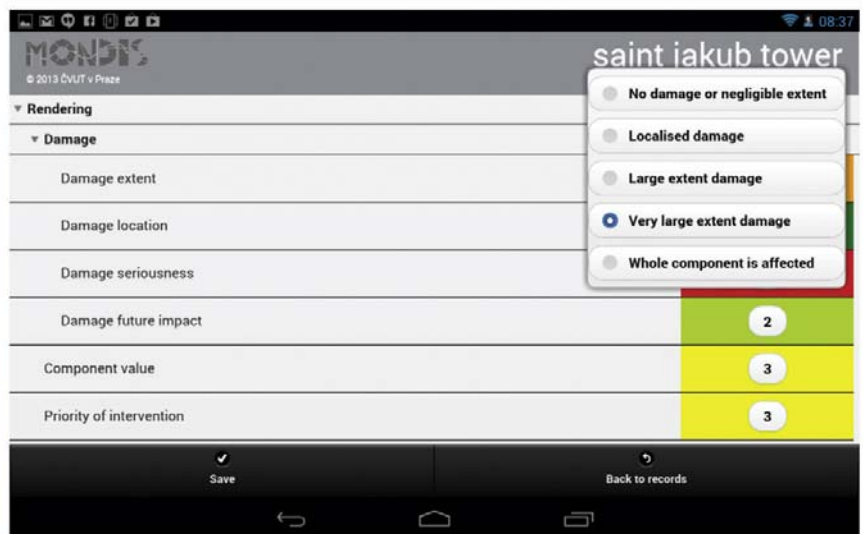 08:37
MONDIS
saint jakub tower
© 2013 ČVUT v Praze
Rendering
Damage
Damage extent
Damage location
Damage seriousness
Damage future impact
Component value
Priority of intervention
No damage or negligible extent
Localised damage
Large extent damage
Very large extent damage
Whole component is affected
2
3
3
Save
Back to records